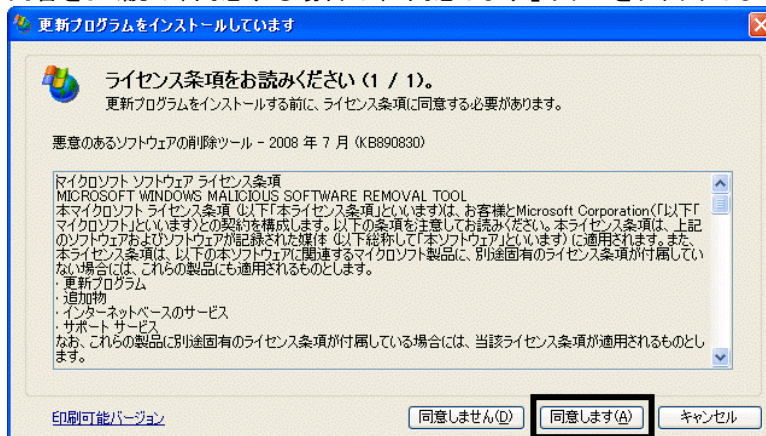 更新プログラムをインストールしています
ライセンス条項をお読みください (1 / 1)。
更新プログラムをインストールする前に、ライセンス条項に同意する必要があります。
悪意のあるソフトウェアの削除ツール - 2008 年 7 月 (KB890830)
マイクロソフト ソフトウェア ライセンス条項
MICROSOFT WINDOWS MALICIOUS SOFTWARE REMOVAL TOOL
本マイクロソフト ライセンス条項 (以下「本ライセンス条項」といいます)は、お客様とMicrosoft Corporation(「以下「
マイクロソフト」といいます)との契約を構成します。以下の条項を注意してお読みください。本ライセンス条項は、上記
のソフトウェアおよびソフトウェアが記録された媒体 (以下総称して「本ソフトウェア」といいます) に適用されます。また、
本ライセンス条項は、以下の本ソフトウェアに関連するマイクロソフト製品に、別途固有のライセンス条項が付属してい
ない場合には、これらの製品にも適用されるものとします。
・更新プログラム
・追加物
・インターネットベースのサービス
・サポート サービス
なお、これらの製品に別途固有のライセンス条項が付属している場合には、当該ライセンス条項が適用されるものとし
ます。
印刷可能バージョン
同意しません(D)
同意します(A)
キャンセル